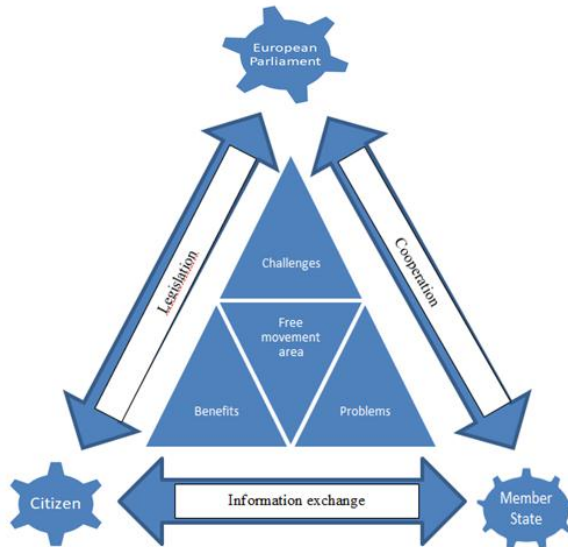 European
Parliament
Legislation
Cooperation
Challenges
Free
movement
area
Benefits
Problems
Citizen
Information exchange
Member
State